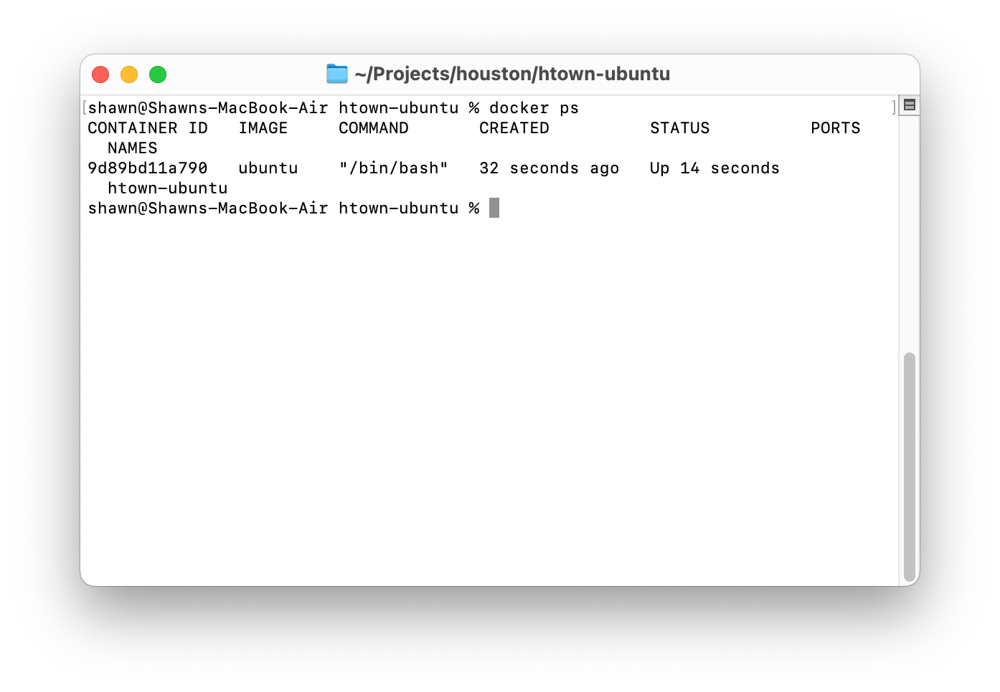 ~/Projects/houston/htown-ubuntu
[shawn@Shawns-MacBook-Air htown-ubuntu % docker ps ]
CONTAINER ID   IMAGE     COMMAND       CREATED          STATUS          PORTS
  NAMES
9d89bd11a790   ubuntu    "/bin/bash"   32 seconds ago   Up 14 seconds
  htown-ubuntu
shawn@Shawns-MacBook-Air htown-ubuntu %